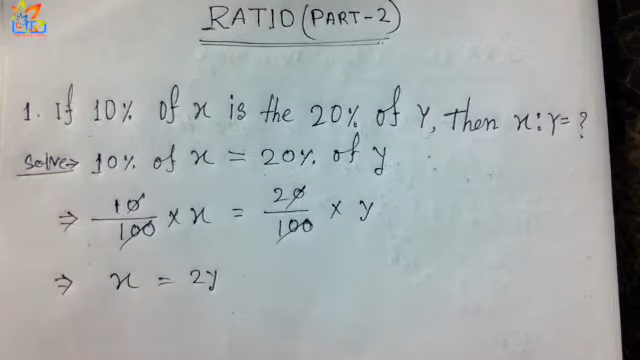 RATIO (PART-2)
1. If 10% of x is the 20% of Y, Then x:Y=?
Solve⇒ 10% of x = 20% of y
⇒ 10/100 × x = 20/100 × y
⇒ x = 2y